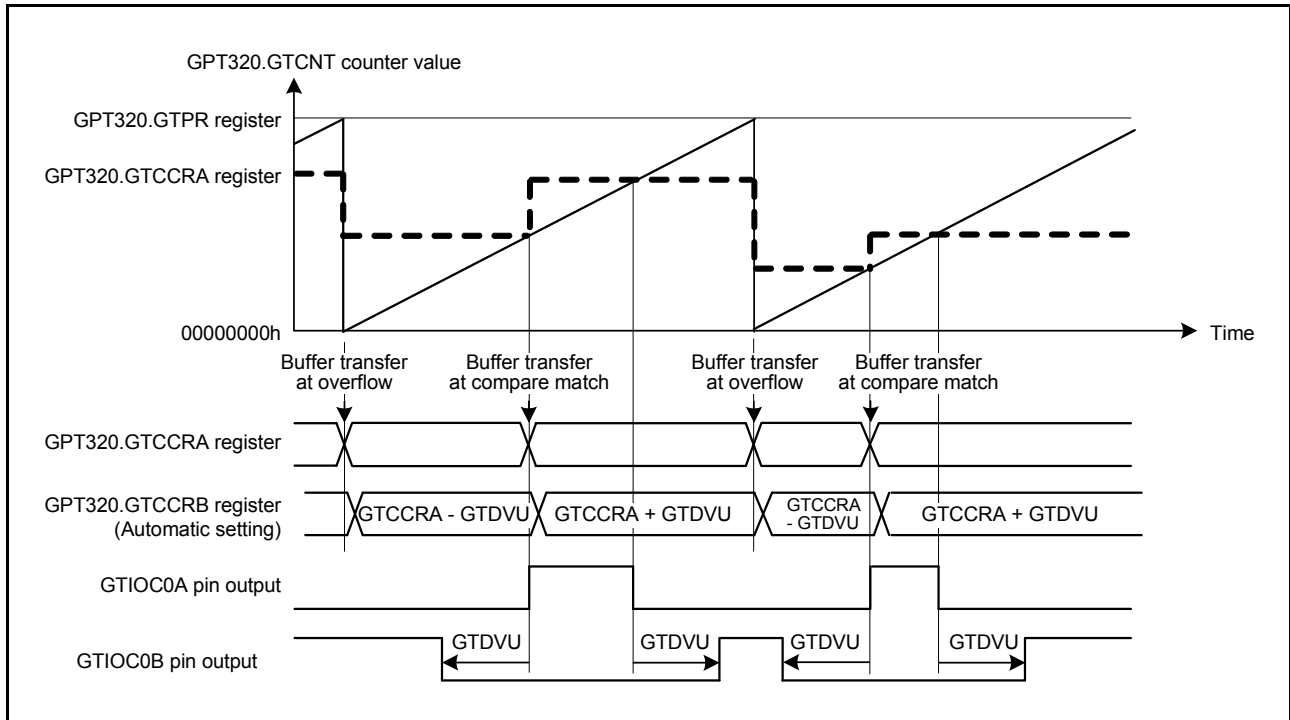 GPT320.GTCNT counter value
GPT320.GTPR register
GPT320.GTCCRA register
00000000h
Time
Buffer transfer
at overflow
Buffer transfer
at compare match
Buffer transfer
at overflow
Buffer transfer
at compare match
GPT320.GTCCRA register
GPT320.GTCCRB register
(Automatic setting)
GTCCRA - GTDVU
GTCCRA + GTDVU
GTCCRA
- GTDVU
GTCCRA + GTDVU
GTIOC0A pin output
GTIOC0B pin output
GTDVU
GTDVU
GTDVU
GTDVU